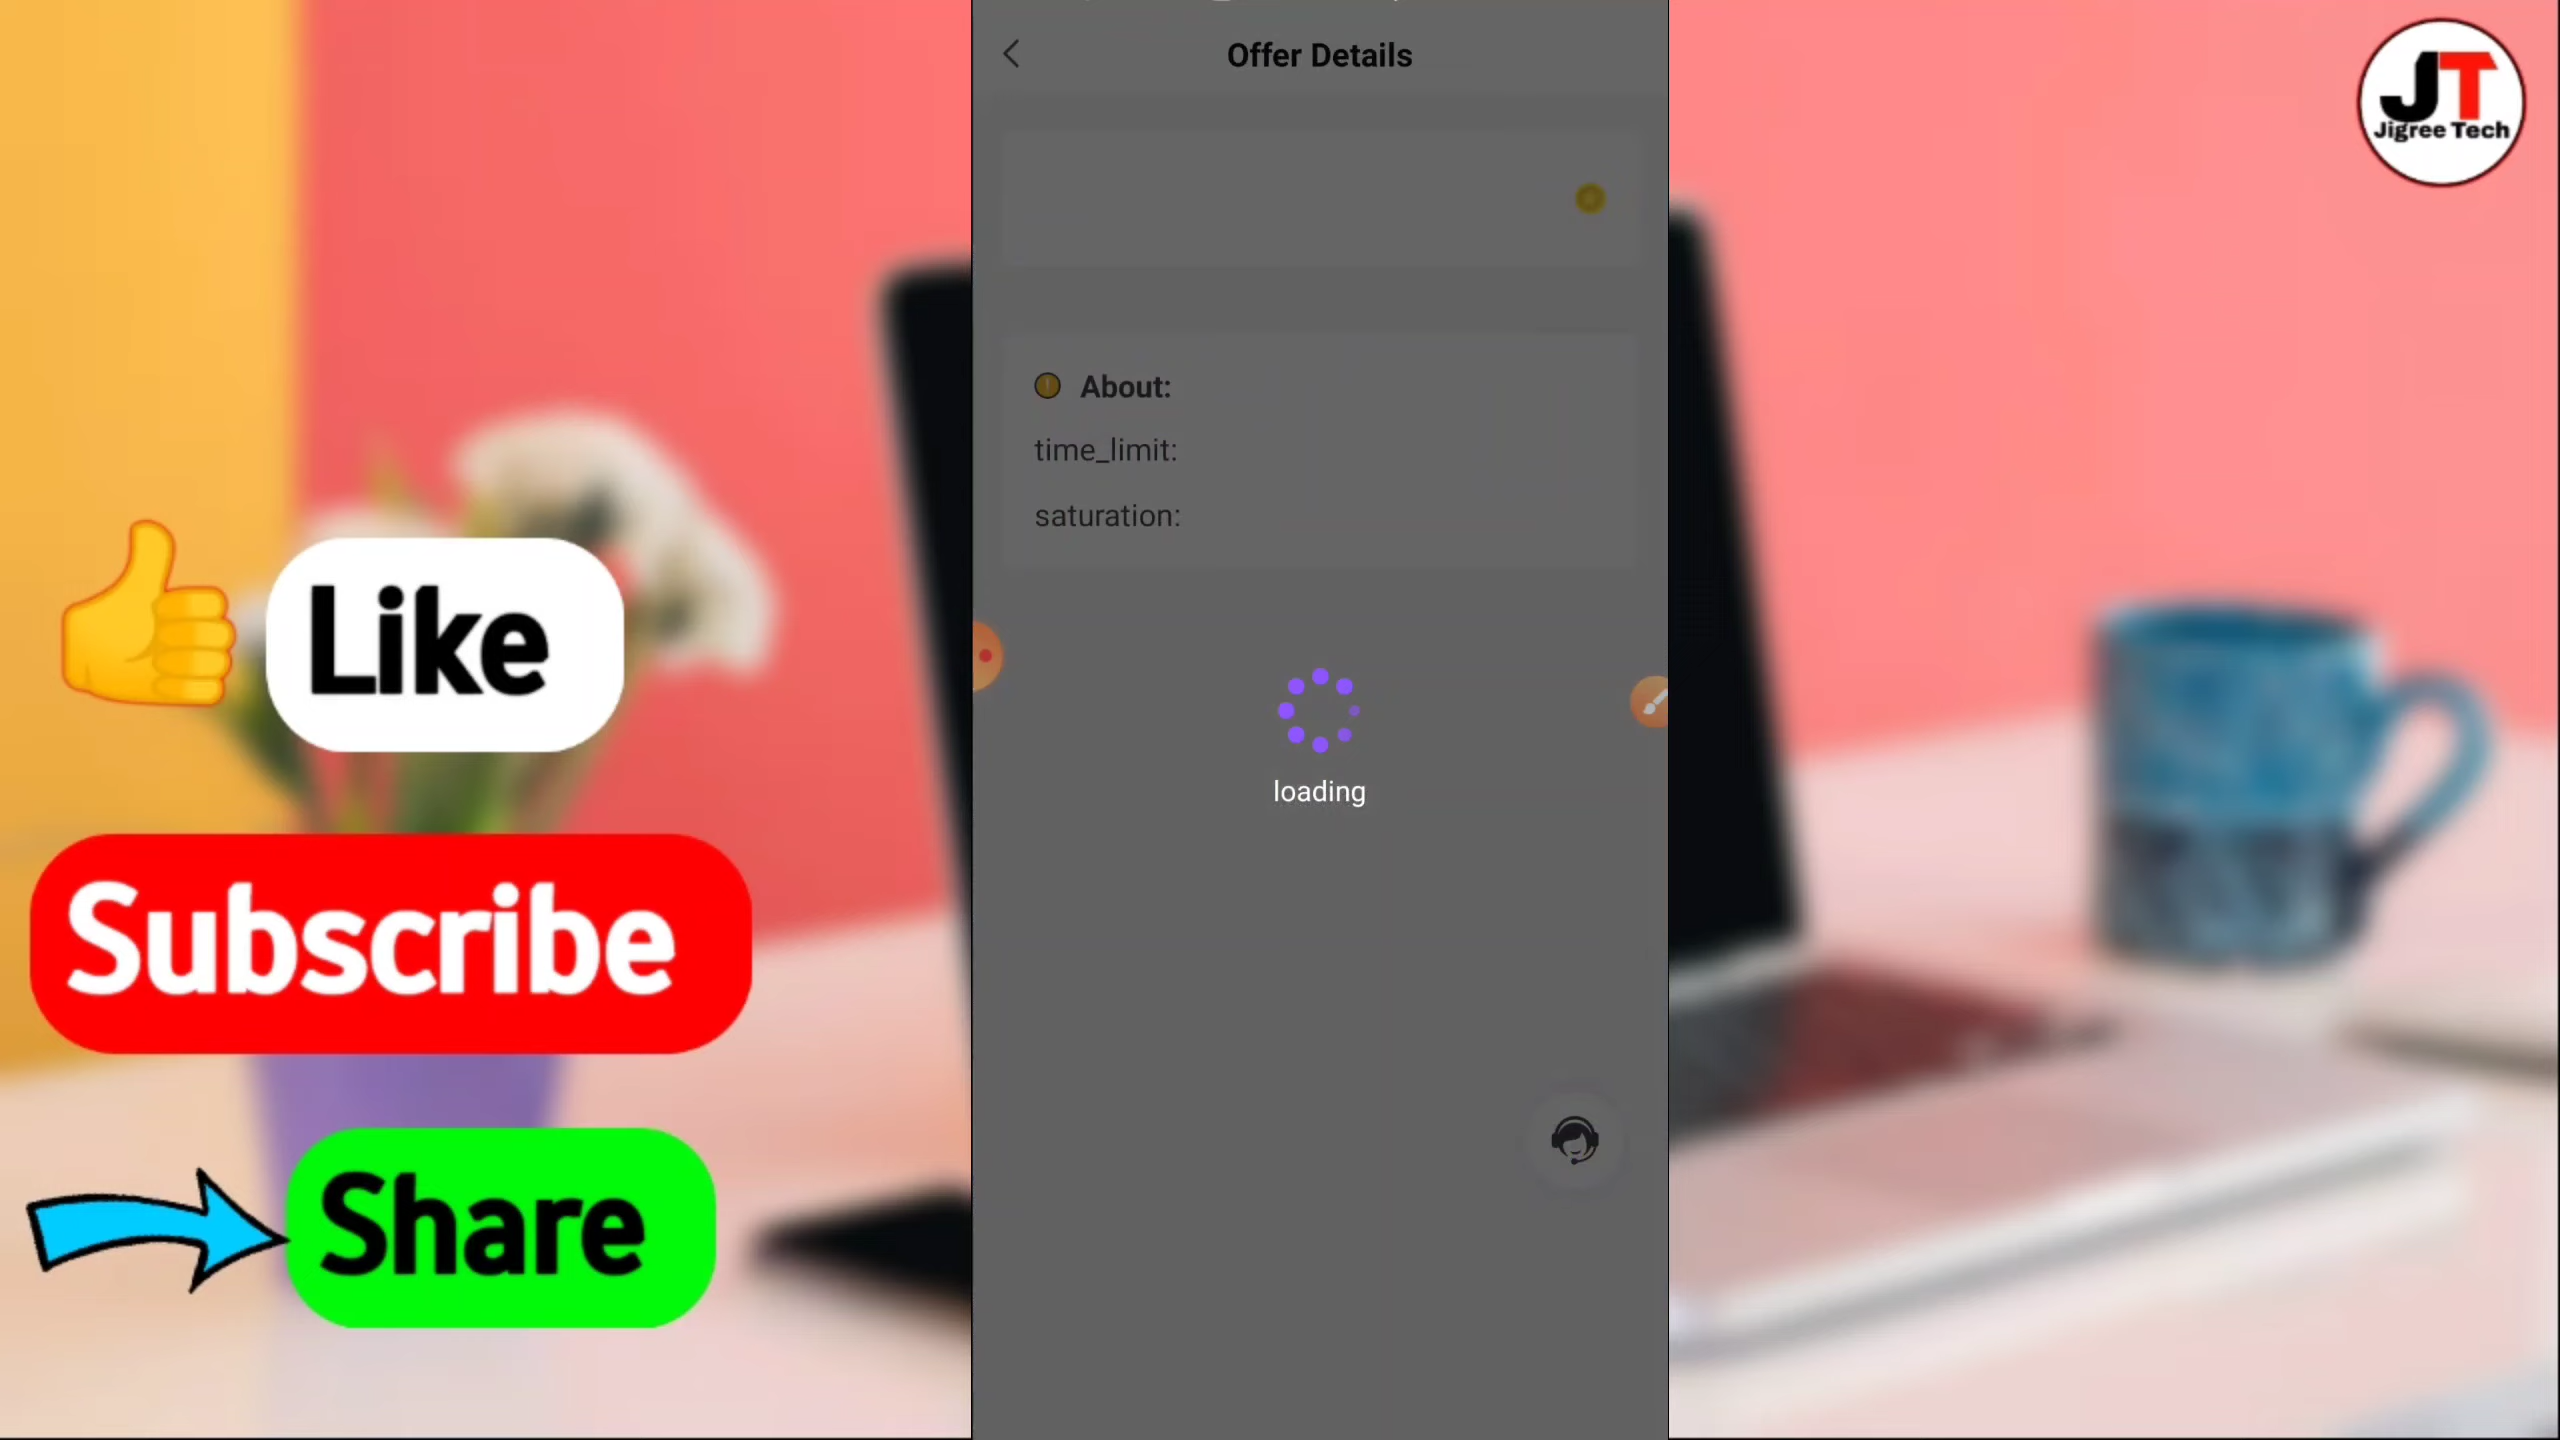 Offer Details
JT
Jigree Tech
About:
time_limit:
saturation:
Like
loading
Subscribe
Share